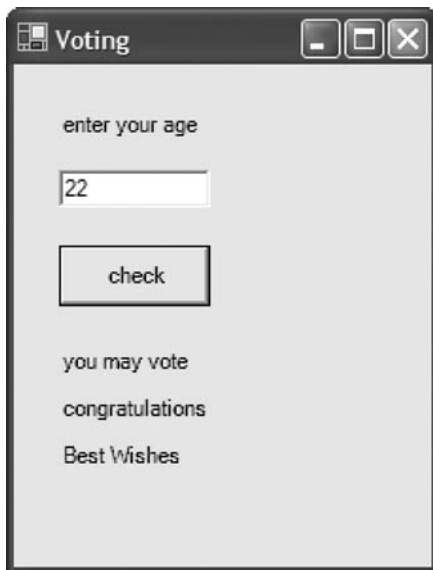 Voting
enter your age
22
check
you may vote
congratulations
Best Wishes